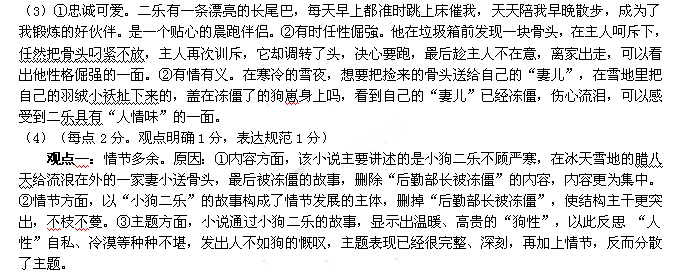 （3）①忠诚可爱。二乐有一条漂亮的长尾巴，每天早上都准时跳上床催我，天天陪我早晚散步，成为了
我锻炼的好伙伴。是一个贴心的晨跑伴侣。②有时任性倔强。他在垃圾箱前发现一块骨头，在主人呵斥下，
任然把骨头叼紧不放，主人再次训斥，它却调转了头，决心要跑，最后趁主人不在意，离家出走，可以看
出他性格倔强的一面。②有情有义。在寒冷的雪夜，想要把捡来的骨头送给自己的“妻儿”，在雪地里把
自己的羽绒小袄扯下来的，盖在冻僵了的狗崽身上吗，看到自己的“妻儿”已经冻僵，伤心流泪，可以感
受到二乐具有“人情味”的一面。
（4）（每点 2 分。观点明确 1 分，表达规范 1 分）
观点一：情节多余。原因：①内容方面，该小说主要讲述的是小狗二乐不顾严寒，在冰天雪地的腊八
天给流浪在外的一家妻小送骨头，最后被冻僵的故事，删除“后勤部长被冻僵”的内容，内容更为集中。
②情节方面，以“小狗二乐”的故事构成了情节发展的主体，删掉“后勤部长被冻僵”，使结构主干更突
出，不枝不蔓。③主题方面，小说通过小狗二乐的故事，显示出温暖、高贵的“狗性”，以此反思 “人
性”自私、冷漠等种种不堪，发出人不如狗的慨叹，主题表现已经很完整、深刻，再加上情节，反而分散
了主题。